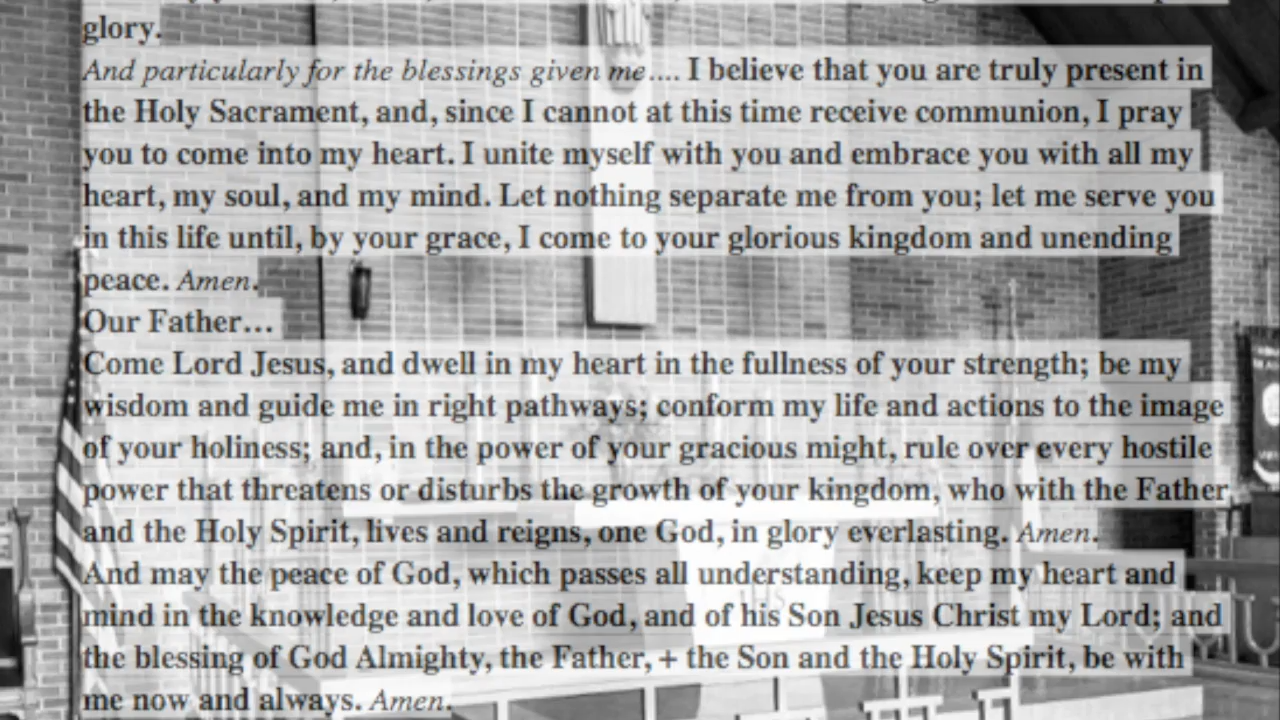 glory.
And particularly for the blessings given me.... I believe that you are truly present in
the Holy Sacrament, and, since I cannot at this time receive communion, I pray
you to come into my heart. I unite myself with you and embrace you with all my
heart, my soul, and my mind. Let nothing separate me from you; let me serve you
in this life until, by your grace, I come to your glorious kingdom and unending
peace. Amen.
Our Father...
Come Lord Jesus, and dwell in my heart in the fullness of your strength; be my
wisdom and guide me in right pathways; conform my life and actions to the image
of your holiness; and, in the power of your gracious might, rule over every hostile
power that threatens or disturbs the growth of your kingdom, who with the Father
and the Holy Spirit, lives and reigns, one God, in glory everlasting. Amen.
And may the peace of God, which passes all understanding, keep my heart and
mind in the knowledge and love of God, and of his Son Jesus Christ my Lord; and
the blessing of God Almighty, the Father, + the Son and the Holy Spirit, be with
me now and always. Amen.